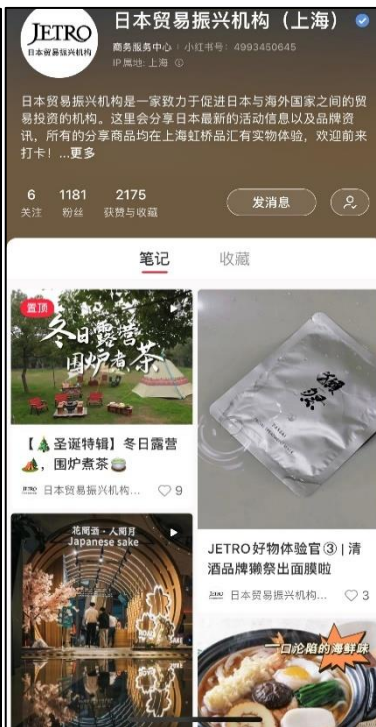 JETRO
日本貿易振興機構
日本贸易振兴机构（上海）
商务服务中心 | 小红书号：4993450645
IP属地：上海
日本贸易振兴机构是一家致力于促进日本与海外国家之间的贸
易投资的机构。这里会分享日本最新的活动信息以及品牌资
讯，所有的分享商品均在上海虹桥品汇有实物体验，欢迎前来
打卡！...更多
6 1181 2175
关注 粉丝 获赞与收藏
发消息
笔记 收藏
置顶
冬日露营
围炉煮茶
【🎄圣诞特辑】冬日露营
🏕️，围炉煮茶🍵
日本贸易振兴机构... 9
花間酒·人間月
Japanese sake
獺祭
JETRO好物体验官③ | 清
酒品牌獭祭出面膜啦
日本贸易振兴机构... 3
一口沦陷的海鲜味